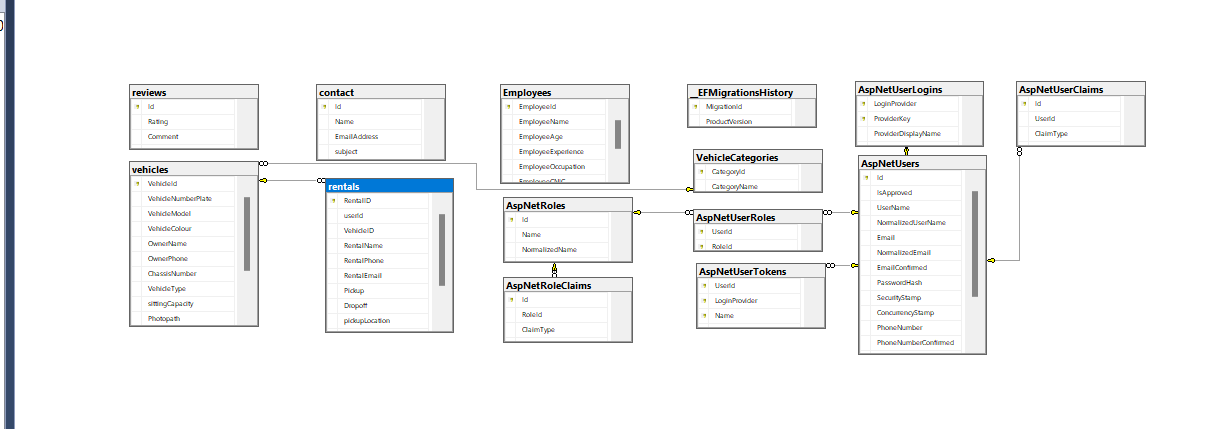 reviews
Id
Rating
Comment
contact
Id
Name
EmailAddress
subject
Employees
EmployeeId
EmployeeName
EmployeeAge
EmployeeExperience
EmployeeOccupation
EmployeeCNIC
__EFMigrationsHistory
MigrationId
ProductVersion
AspNetUserLogins
LoginProvider
ProviderKey
ProviderDisplayName
AspNetUserClaims
Id
UserId
ClaimType
vehicles
VehicleId
VehicleNumberPlate
VehicleModel
VehicleColour
OwnerName
OwnerPhone
ChassisNumber
VehicleType
sittingCapacity
Photopath
rentals
RentalID
userId
VehicleID
RentalName
RentalPhone
RentalEmail
Pickup
Dropoff
pickupLocation
AspNetRoles
Id
Name
NormalizedName
AspNetRoleClaims
Id
RoleId
ClaimType
VehicleCategories
CategoryId
CategoryName
AspNetUserRoles
UserId
RoleId
AspNetUserTokens
UserId
LoginProvider
Name
AspNetUsers
Id
IsApproved
UserName
NormalizedUserName
Email
NormalizedEmail
EmailConfirmed
PasswordHash
SecurityStamp
ConcurrencyStamp
PhoneNumber
PhoneNumberConfirmed